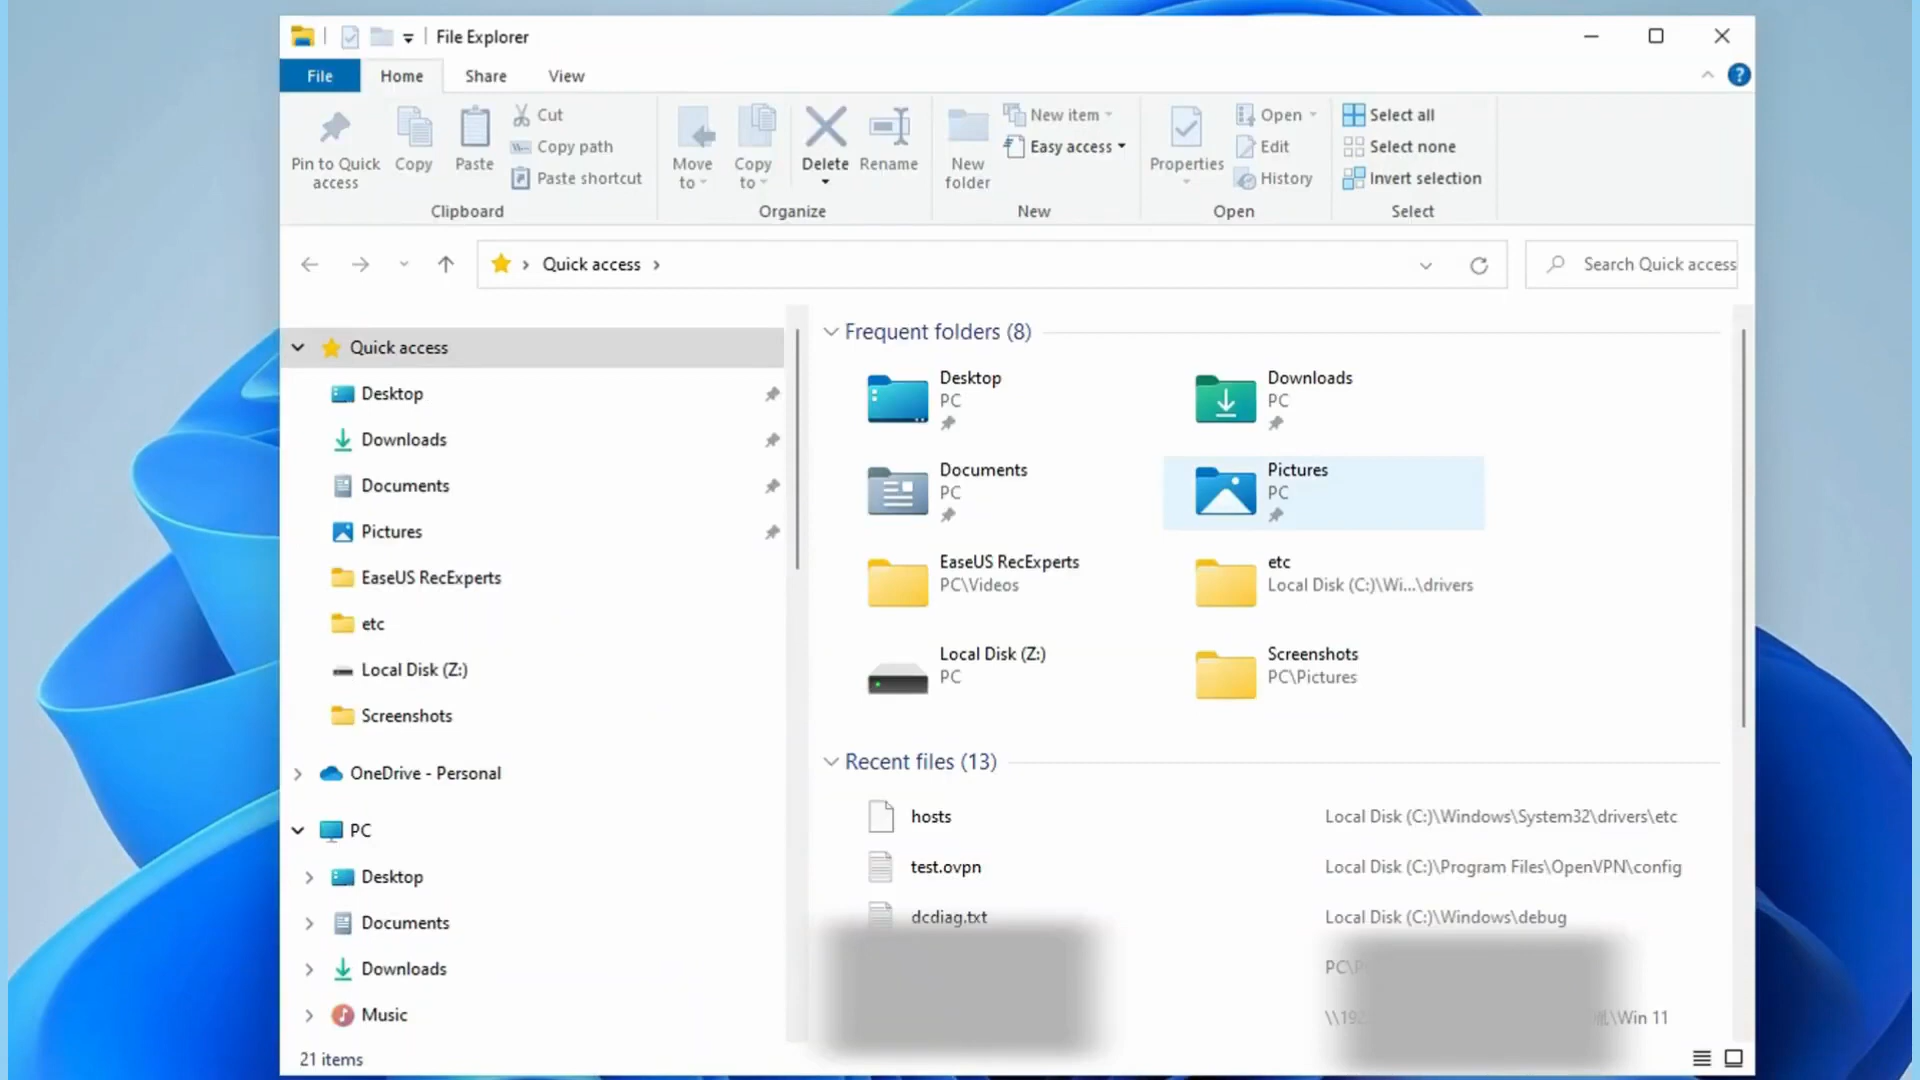 File Explorer
File Home Share View
Pin to Quick access
Copy
Paste
Cut
Copy path
Paste shortcut
Clipboard
Move to
Copy to
Delete
Rename
Organize
New folder
New item
Easy access
New
Properties
Open
Edit
History
Open
Select all
Select none
Invert selection
Select
Quick access
Search Quick access
Quick access
Desktop
Downloads
Documents
Pictures
EaseUS RecExperts
etc
Local Disk (Z:)
Screenshots
OneDrive - Personal
PC
Desktop
Documents
Downloads
Music
Frequent folders (8)
Desktop
PC
Downloads
PC
Documents
PC
Pictures
PC
EaseUS RecExperts
PC\Videos
etc
Local Disk (C:)\Wi...\drivers
Local Disk (Z:)
PC
Screenshots
PC\Pictures
Recent files (13)
hosts Local Disk (C:)\Windows\System32\drivers\etc
test.ovpn Local Disk (C:)\Program Files\OpenVPN\config
dcdiag.txt Local Disk (C:)\Windows\debug
PC\
\Win 11
21 items